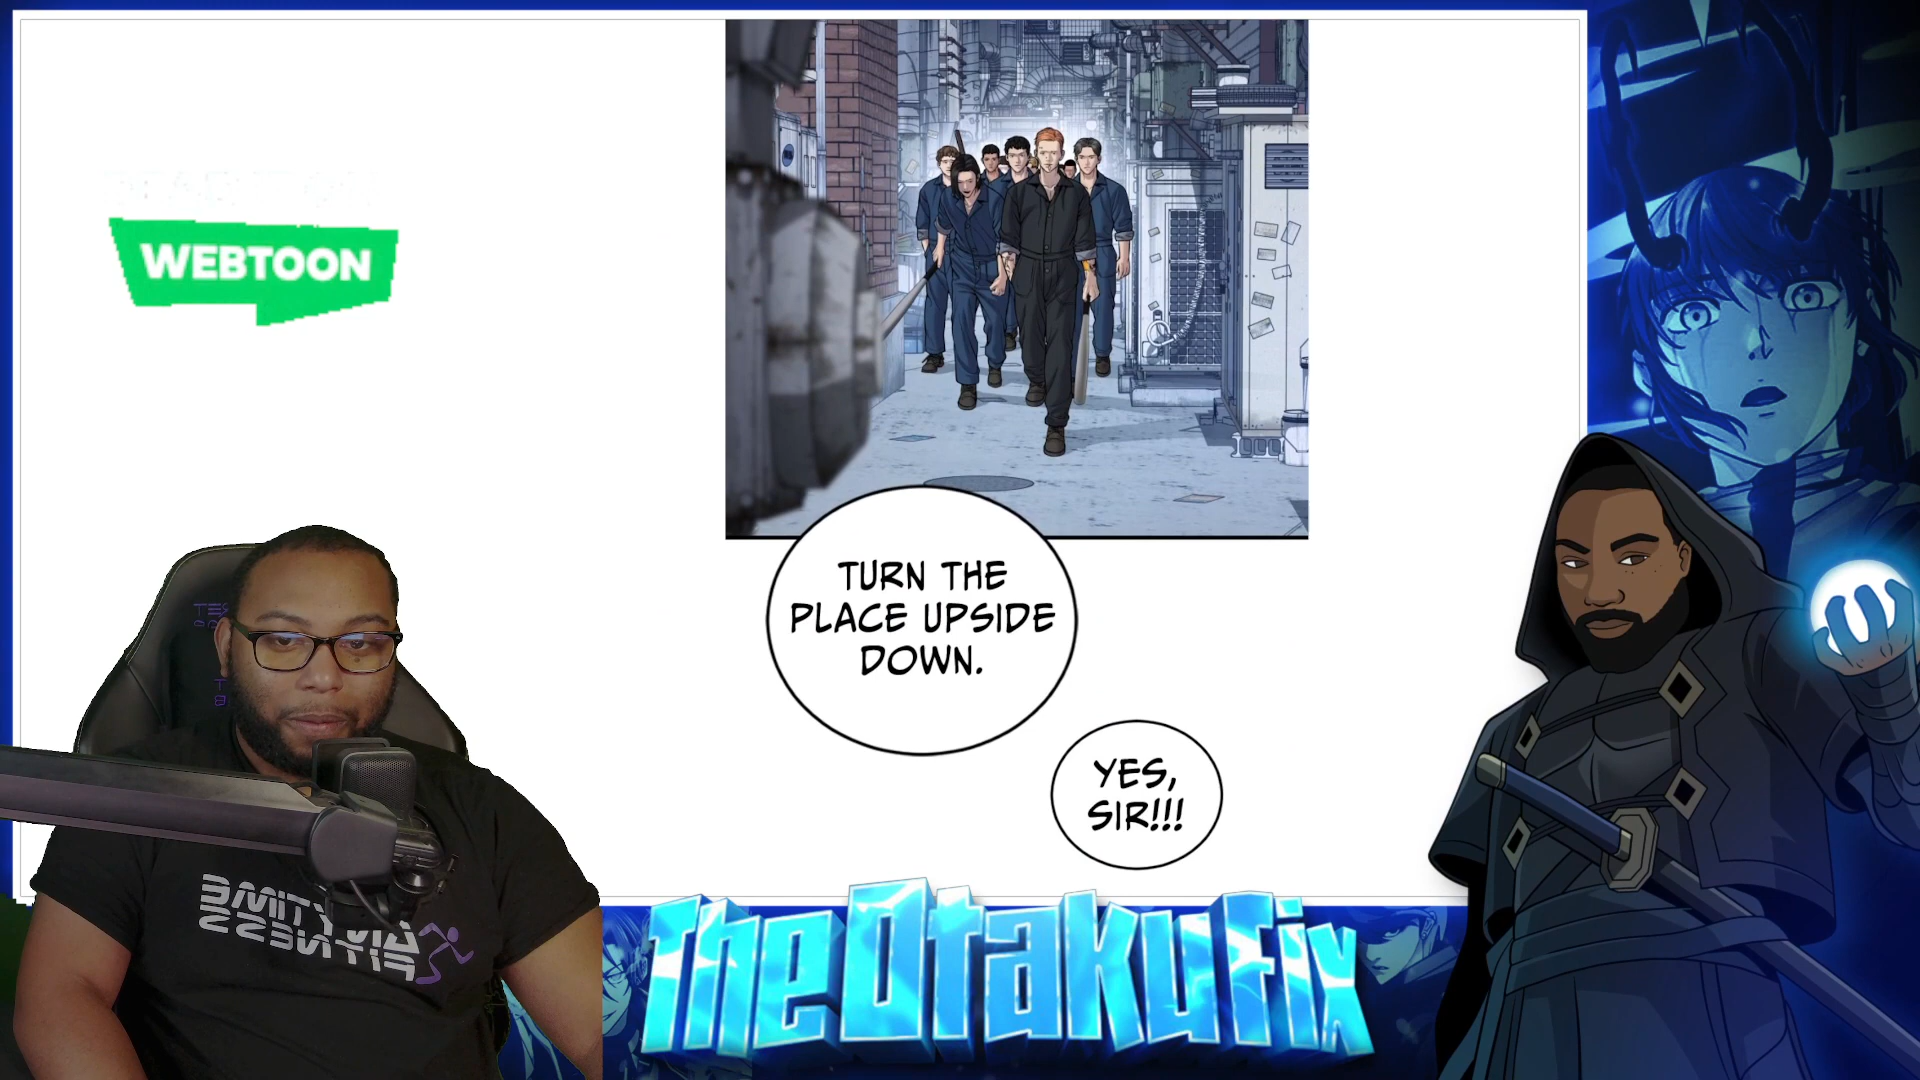 WEBTOON
TURN THE
PLACE UPSIDE
DOWN.
YES,
SIR!!!
TheOtakuFix